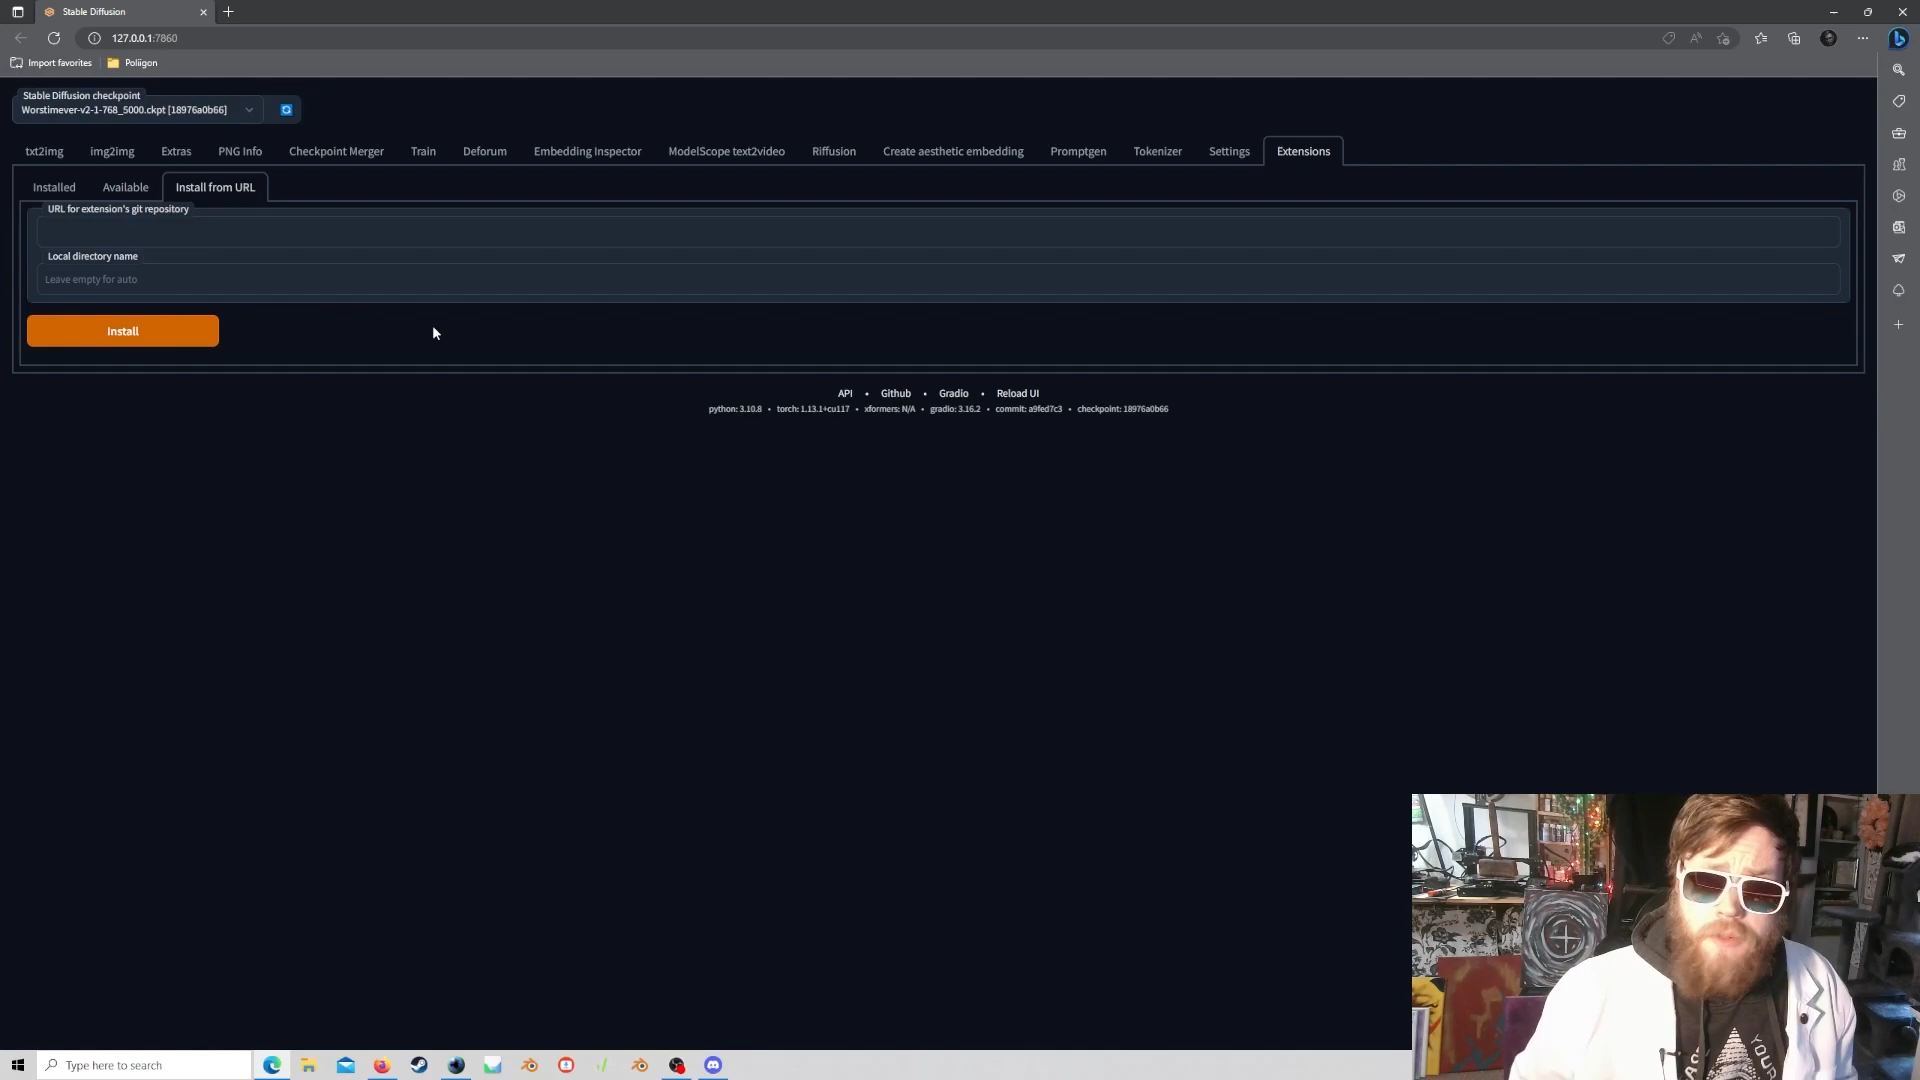 Stable Diffusion
127.0.0.1:7860
Import favorites
Poliigon
Stable Diffusion checkpoint
Worstimever-v2-1-768_5000.ckpt [18976a0b66]
txt2img img2img Extras PNG Info Checkpoint Merger Train Deforum Embedding Inspector ModelScope text2video Riffusion Create aesthetic embedding Promptgen Tokenizer Settings Extensions
Installed Available Install from URL
URL for extension's git repository
Local directory name
Leave empty for auto
Install
API • Github • Gradio • Reload UI
python: 3.10.8 • torch: 1.13.1+cu117 • xformers: N/A • gradio: 3.16.2 • commit: a9fed7c3 • checkpoint: 18976a0b66
YOUR
Type here to search